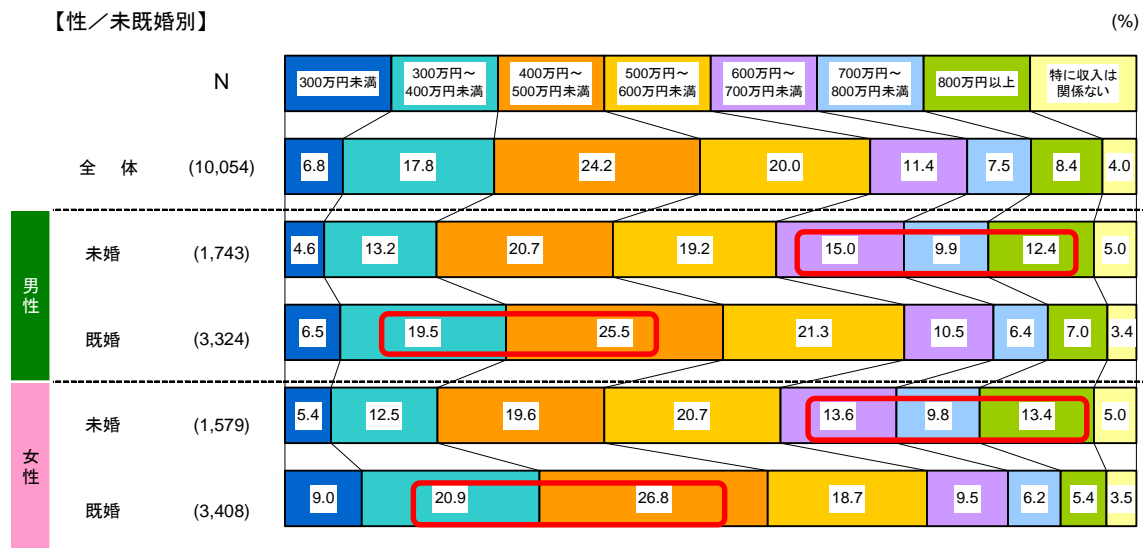 【性／未既婚別】
(%)
N
300万円未満
300万円～
400万円未満
400万円～
500万円未満
500万円～
600万円未満
600万円～
700万円未満
700万円～
800万円未満
800万円以上
特に収入は
関係ない
全 体 (10,054) 6.8 17.8 24.2 20.0 11.4 7.5 8.4 4.0
男性
未婚 (1,743) 4.6 13.2 20.7 19.2 15.0 9.9 12.4 5.0
既婚 (3,324) 6.5 19.5 25.5 21.3 10.5 6.4 7.0 3.4
女性
未婚 (1,579) 5.4 12.5 19.6 20.7 13.6 9.8 13.4 5.0
既婚 (3,408) 9.0 20.9 26.8 18.7 9.5 6.2 5.4 3.5